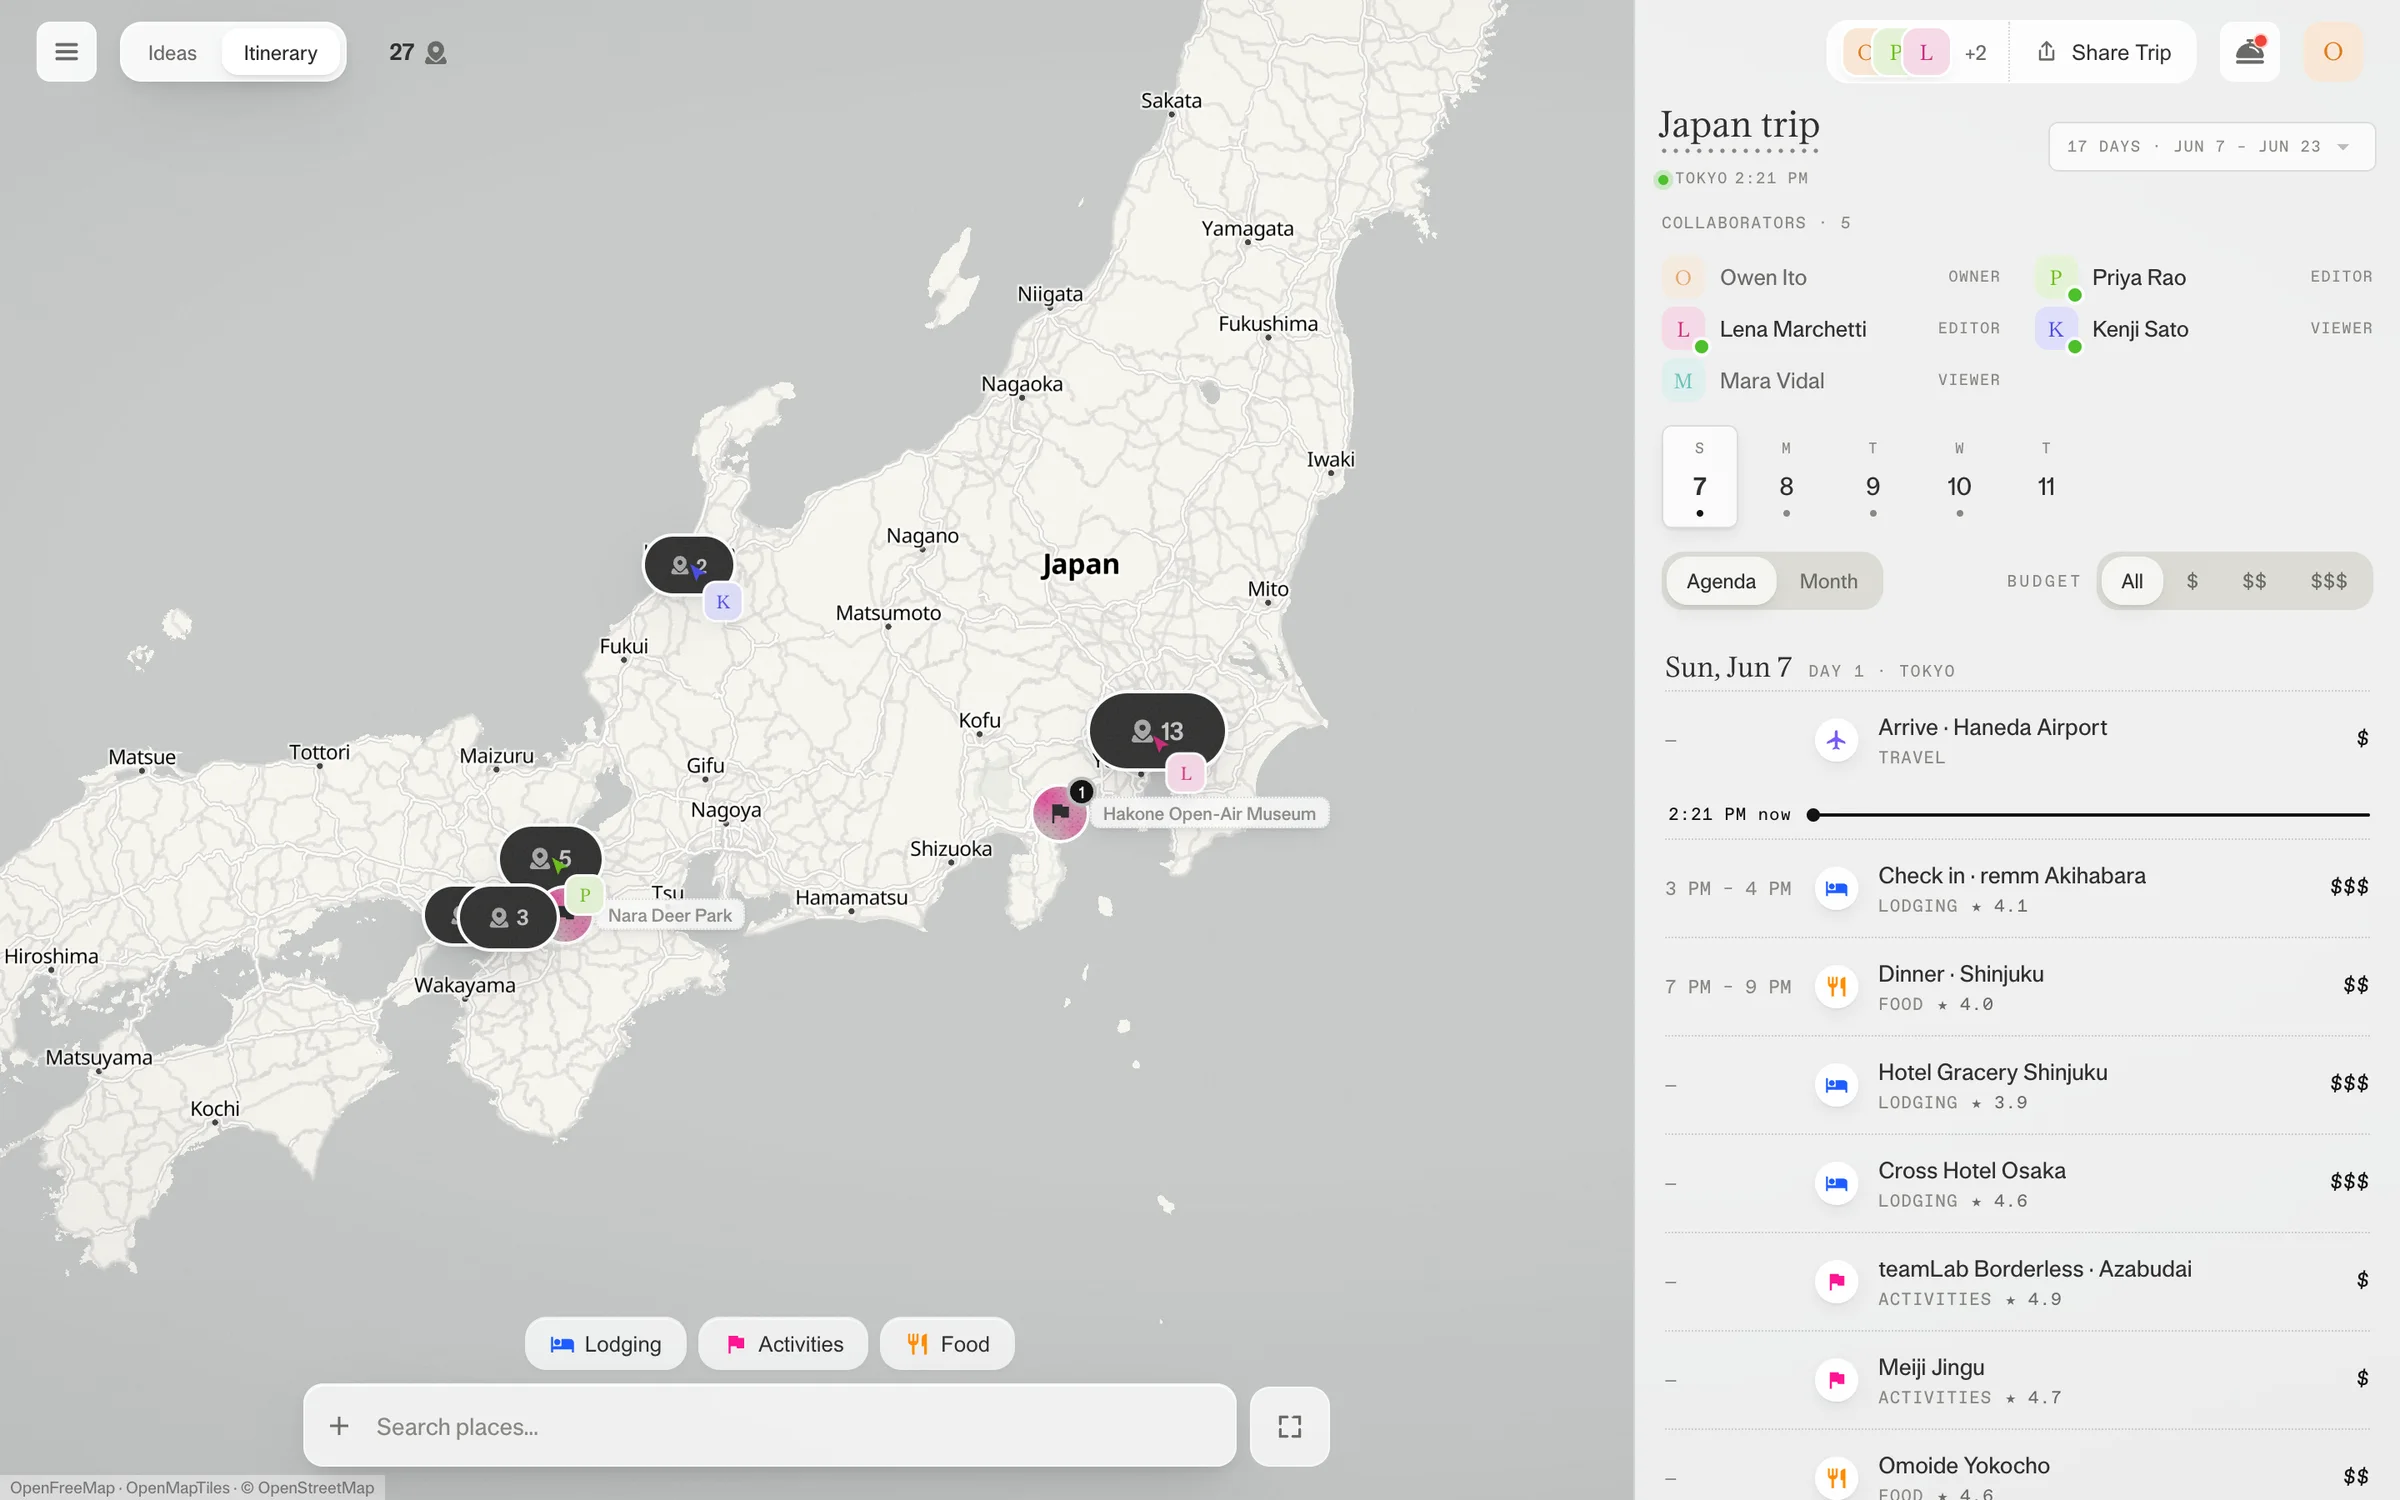 Ideas
Itinerary
27
O P L +2
Share Trip
O
Japan trip
17 DAYS · JUN 7 – JUN 23
TOKYO 2:21 PM
COLLABORATORS · 5
O Owen Ito OWNER
P Priya Rao EDITOR
L Lena Marchetti EDITOR
K Kenji Sato VIEWER
M Mara Vidal VIEWER
S M T W T
7 8 9 10 11
Agenda
Month
BUDGET
All $ $$ $$$
Sun, Jun 7 DAY 1 · TOKYO
– Arrive · Haneda Airport $
TRAVEL
2:21 PM now
3 PM – 4 PM Check in · remm Akihabara $$$
LODGING ★ 4.1
7 PM – 9 PM Dinner · Shinjuku $$
FOOD ★ 4.0
– Hotel Gracery Shinjuku $$$
LODGING ★ 3.9
– Cross Hotel Osaka $$$
LODGING ★ 4.6
– teamLab Borderless · Azabudai $
ACTIVITIES ★ 4.9
– Meiji Jingu $
ACTIVITIES ★ 4.7
– Omoide Yokocho $$
FOOD ★ 4.6
Sakata
Yamagata
Niigata
Fukushima
Nagaoka
Iwaki
Nagano
Japan
2
K
Mito
Matsumoto
Fukui
Kofu
13
L
Matsue
Tottori
Maizuru
Gifu
1
Nagoya
Hakone Open-Air Museum
Shizuoka
5
P
Tsu
Hamamatsu
3
Nara Deer Park
Hiroshima
Wakayama
Matsuyama
Kochi
Lodging
Activities
Food
Search places...
OpenFreeMap · OpenMapTiles · © OpenStreetMap